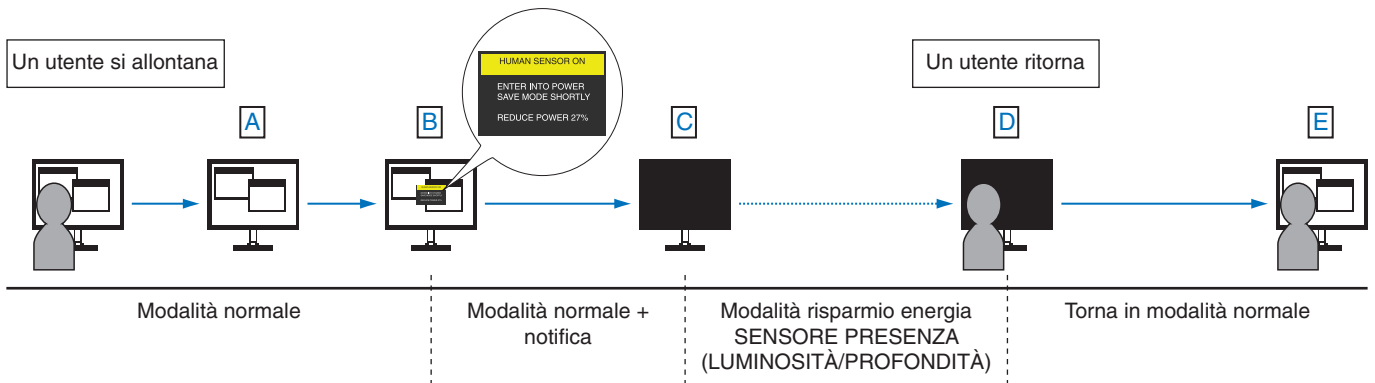 Un utente si allontana
HUMAN SENSOR ON
ENTER INTO POWER
SAVE MODE SHORTLY
REDUCE POWER 27%
Un utente ritorna
A
B
C
D
E
Modalità normale
Modalità normale +
notifica
Modalità risparmio energia
SENSORE PRESENZA
(LUMINOSITÀ/PROFONDITÀ)
Torna in modalità normale